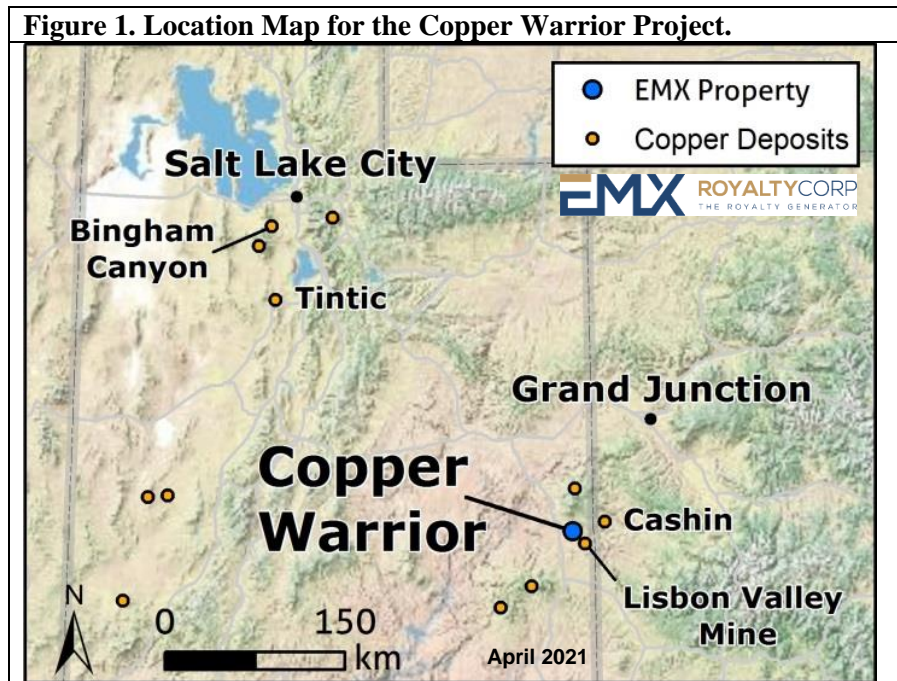 Figure 1. Location Map for the Copper Warrior Project.
EMX Property
Copper Deposits
EMX ROYALTYCORP
THE ROYALTY GENERATOR
Salt Lake City
Bingham
Canyon
Tintic
Grand Junction
Copper
Warrior
Cashin
Lisbon Valley
Mine
N
0 150
km
April 2021